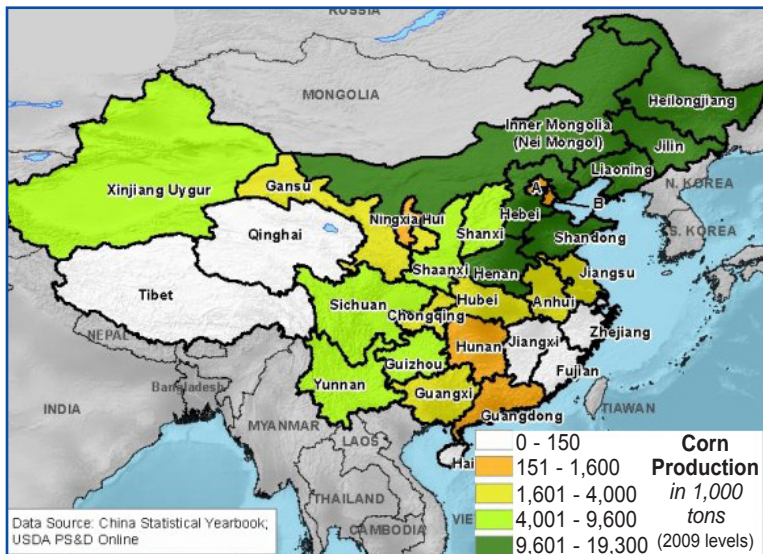 RUSSIA
MONGOLIA
Heilongjiang
Inner Mongolia
(Nei Mongol)
Jilin
Liaoning
Xinjiang Uygur
Gansu
A
B
N. KOREA
Hebei
Ningxia Hui
Shanxi
S. KOREA
Qinghai
Shandong
Shaanxi
Henan
Jiangsu
Tibet
Sichuan
Hubei
Anhui
Chongqing
NEPAL
Zhejiang
Hunan
Jiangxi
Guizhou
Fujian
Yunnan
Bangladesh
Guangxi
Guangdong
TIAWAN
INDIA
MYANMAR
LAOS
Hai
THAILAND
VIE
CAMBODIA
0 - 150
151 - 1,600
1,601 - 4,000
4,001 - 9,600
9,601 - 19,300
Corn
Production
in 1,000
tons
(2009 levels)
Data Source: China Statistical Yearbook;
USDA PS&D Online